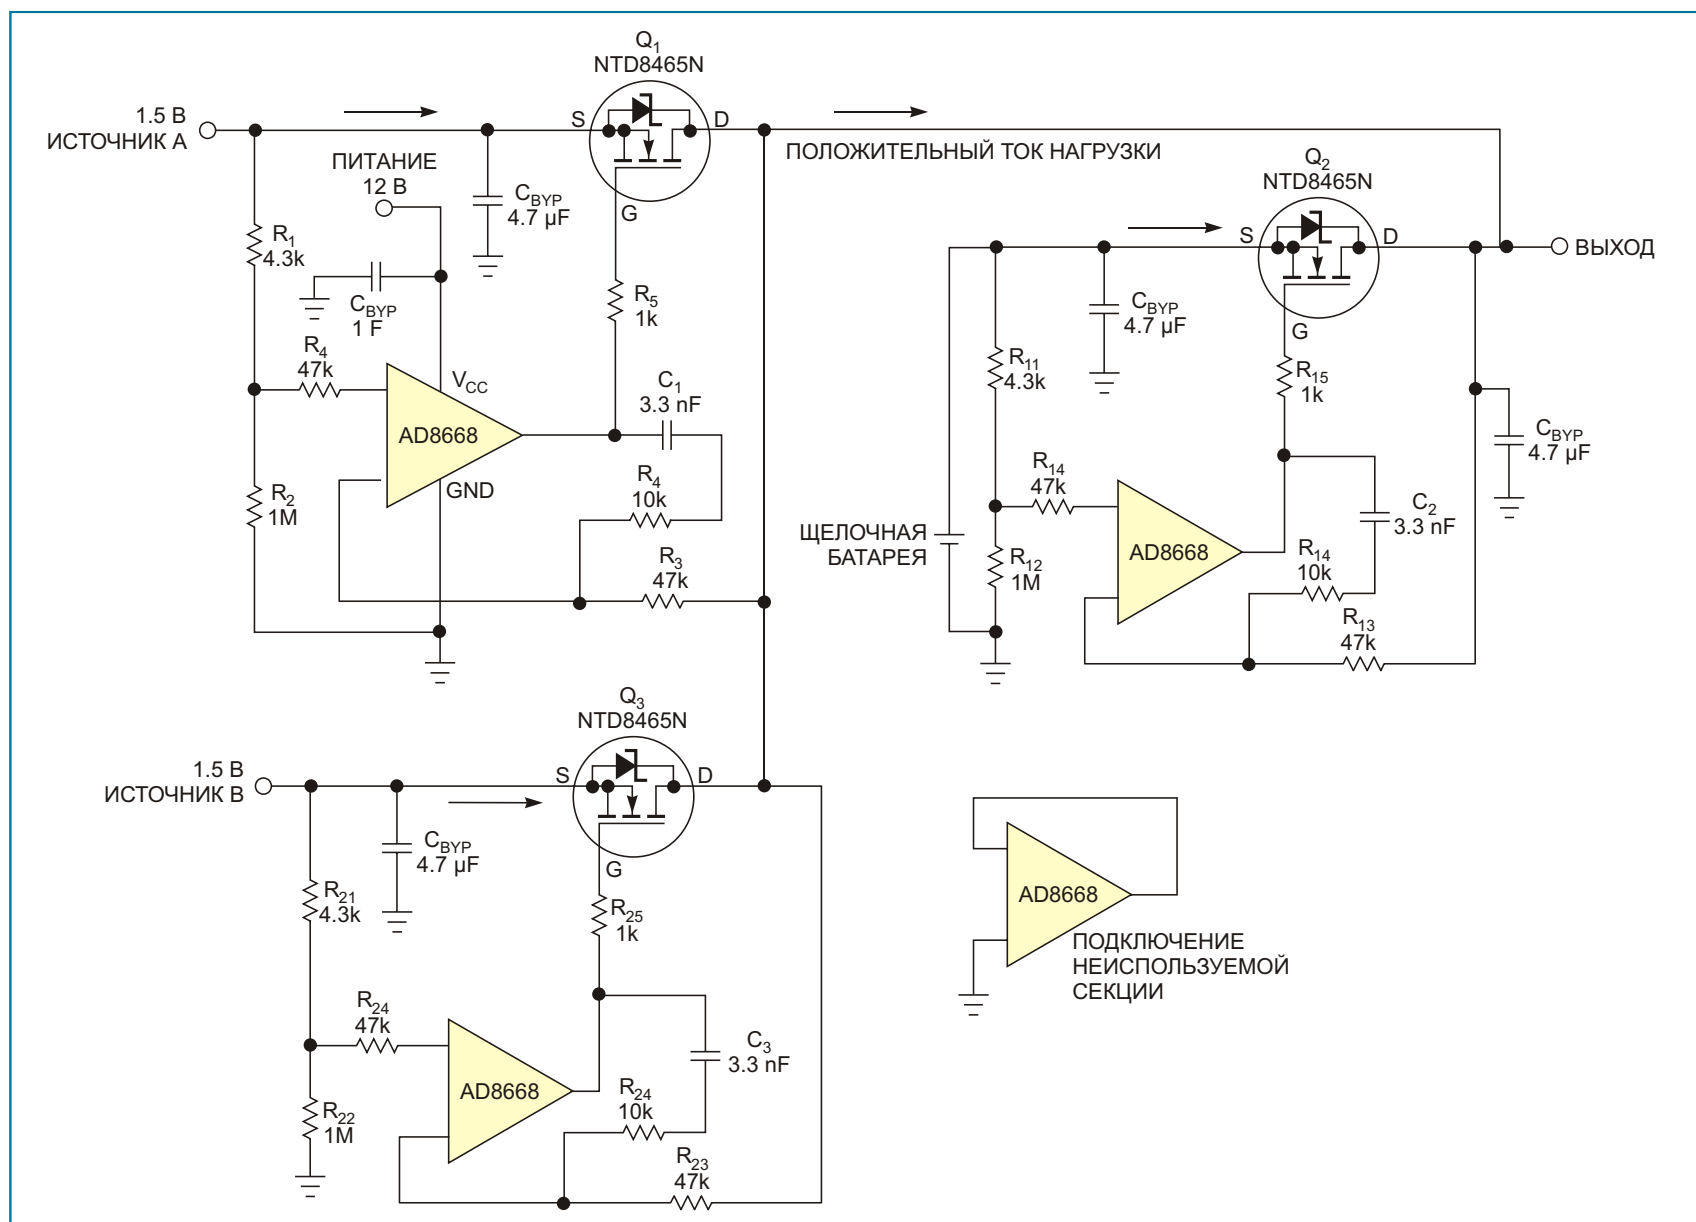 Q1
NTD8465N
1.5 В
ИСТОЧНИК А
S
D
G
ПОЛОЖИТЕЛЬНЫЙ ТОК НАГРУЗКИ
ПИТАНИЕ
12 В
CBYP
4.7 µF
R1
4.3k
CBYP
1 F
R5
1k
R4
47k
VCC
AD8668
GND
C1
3.3 nF
R4
10k
R2
1M
R3
47k
Q2
NTD8465N
S
D
G
ВЫХОД
CBYP
4.7 µF
R11
4.3k
R15
1k
CBYP
4.7 µF
R14
47k
AD8668
C2
3.3 nF
ЩЕЛОЧНАЯ
БАТАРЕЯ
R12
1M
R14
10k
R13
47k
Q3
NTD8465N
1.5 В
ИСТОЧНИК В
S
D
G
CBYP
4.7 µF
R21
4.3k
R25
1k
R24
47k
AD8668
C3
3.3 nF
R22
1M
R24
10k
R23
47k
AD8668
ПОДКЛЮЧЕНИЕ
НЕИСПОЛЬЗУЕМОЙ
СЕКЦИИ